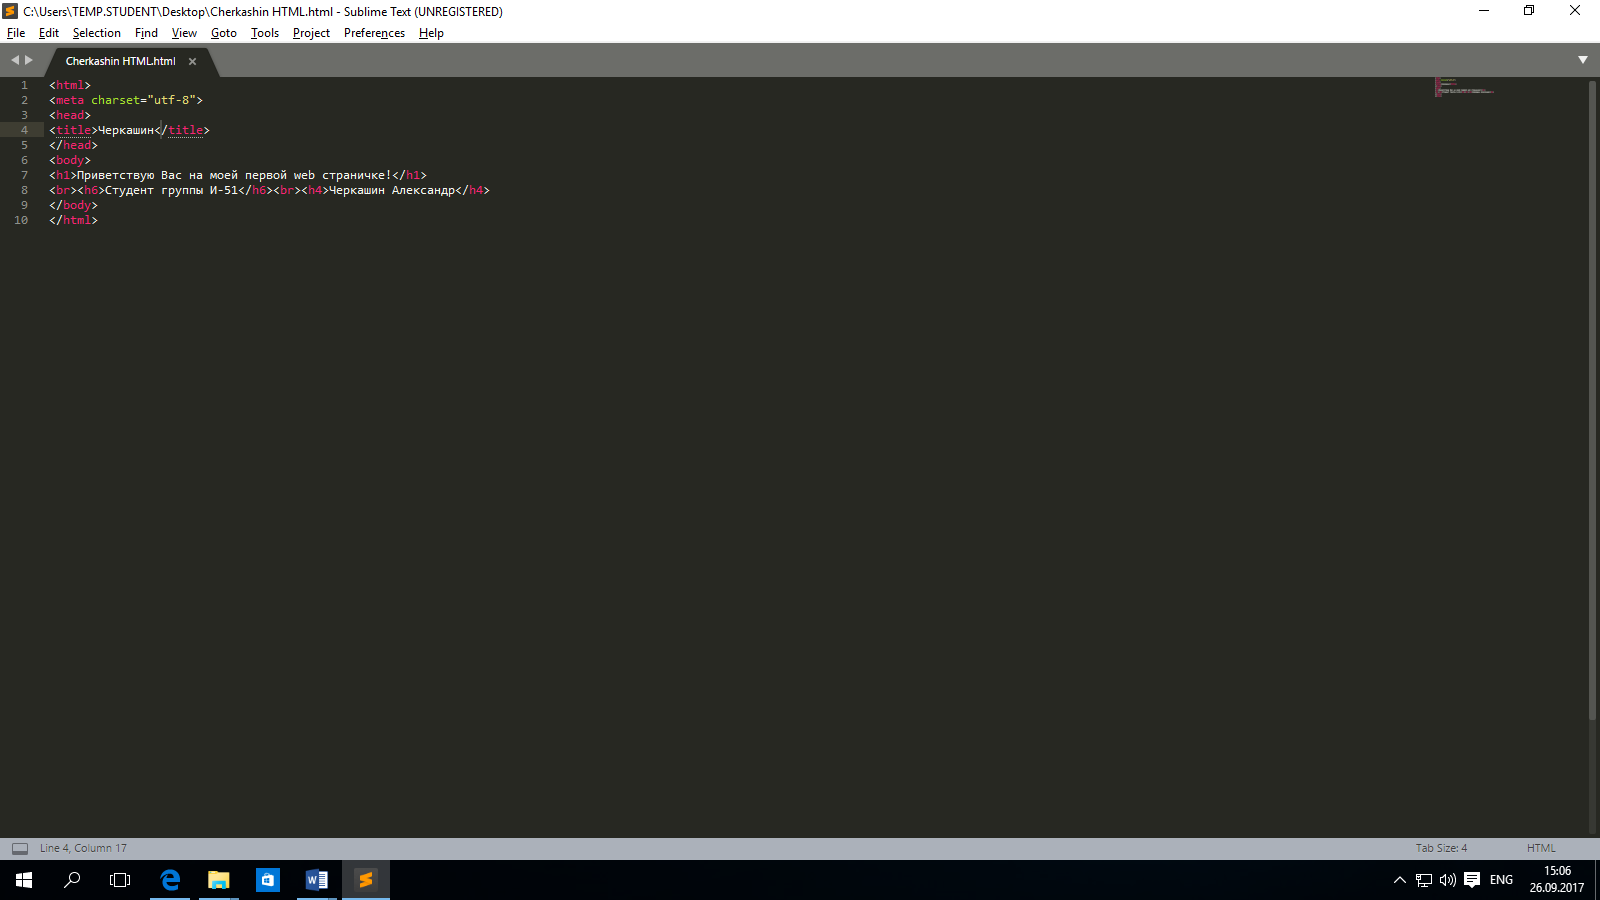 C:\Users\TEMP.STUDENT\Desktop\Cherkashin HTML.html - Sublime Text (UNREGISTERED)
File Edit Selection Find View Goto Tools Project Preferences Help
Cherkashin HTML.html
1 <html>
2 <meta charset="utf-8">
3 <head>
4 <title>Черкашин</title>
5 </head>
6 <body>
7 <h1>Приветствую Вас на моей первой web страничке!</h1>
8 <br><h6>Студент группы И-51</h6><br><h4>Черкашин Александр</h4>
9 </body>
10 </html>
Line 4, Column 17 Tab Size: 4 HTML
ENG 15:06
26.09.2017